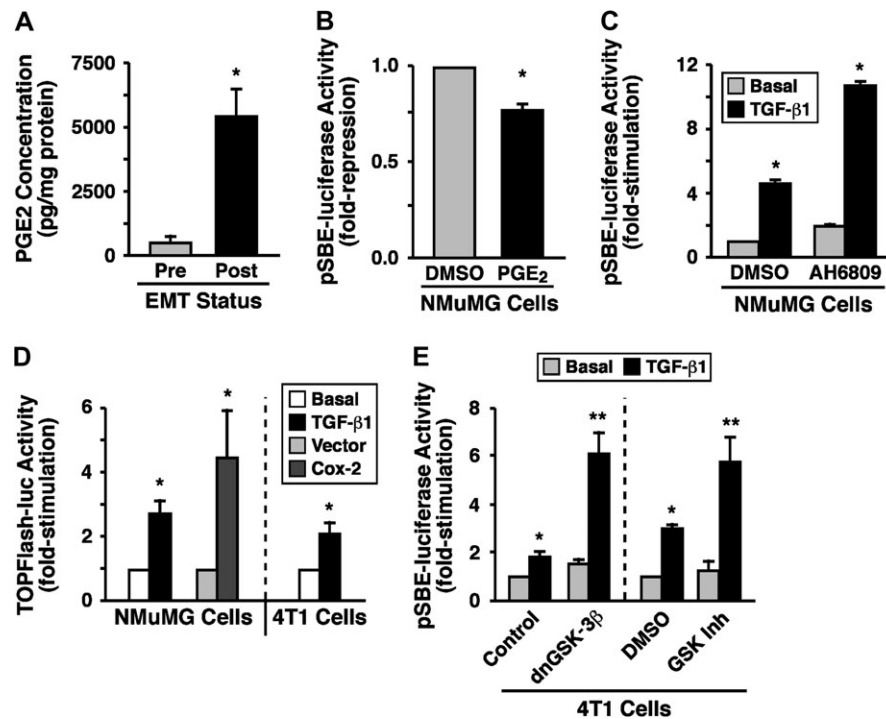 A
PGE2 Concentration
(pg/mg protein)
7500
5000
2500
0
*
Pre Post
EMT Status
B
pSBE-luciferase Activity
(fold-repression)
1.0
0.5
0.0
*
DMSO PGE2
NMuMG Cells
C
pSBE-luciferase Activity
(fold-stimulation)
12
8
4
0
Basal
TGF-β1
*
*
DMSO AH6809
NMuMG Cells
D
TOPFlash-luc Activity
(fold-stimulation)
6
4
2
0
*
*
*
Basal
TGF-β1
Vector
Cox-2
NMuMG Cells 4T1 Cells
E
Basal TGF-β1
pSBE-luciferase Activity
(fold-stimulation)
8
6
4
2
0
*
**
*
**
Control
dnGSK-3β
DMSO
GSK Inh
4T1 Cells